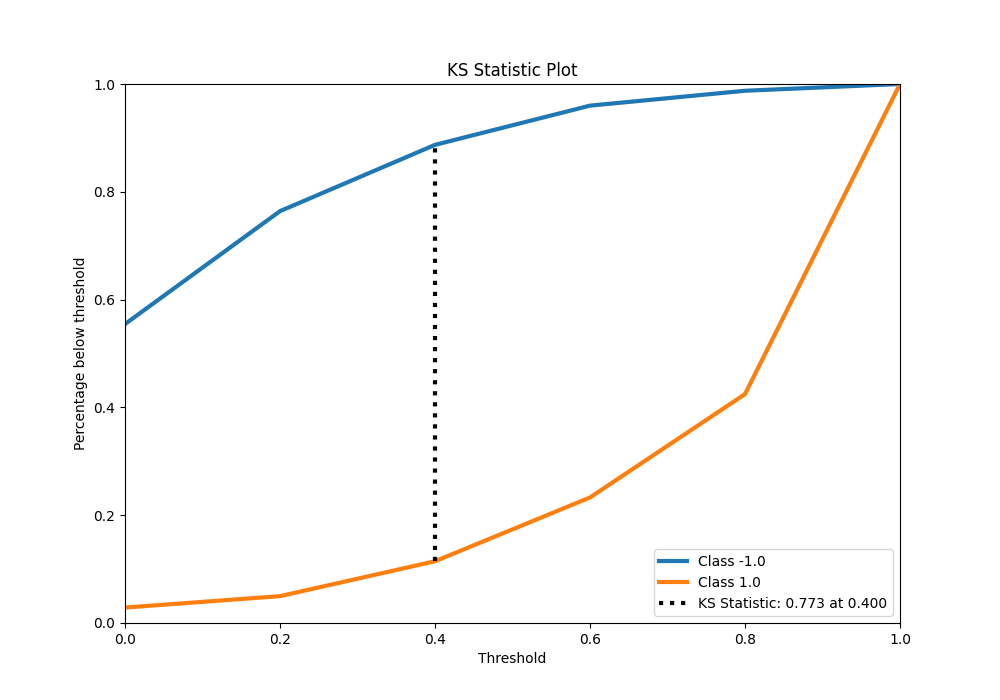 KS Statistic Plot
1.0
0.8
0.6
0.4
0.2
0.0
Percentage below threshold
0.0 0.2 0.4 0.6 0.8 1.0
Threshold
Class -1.0
Class 1.0
KS Statistic: 0.773 at 0.400